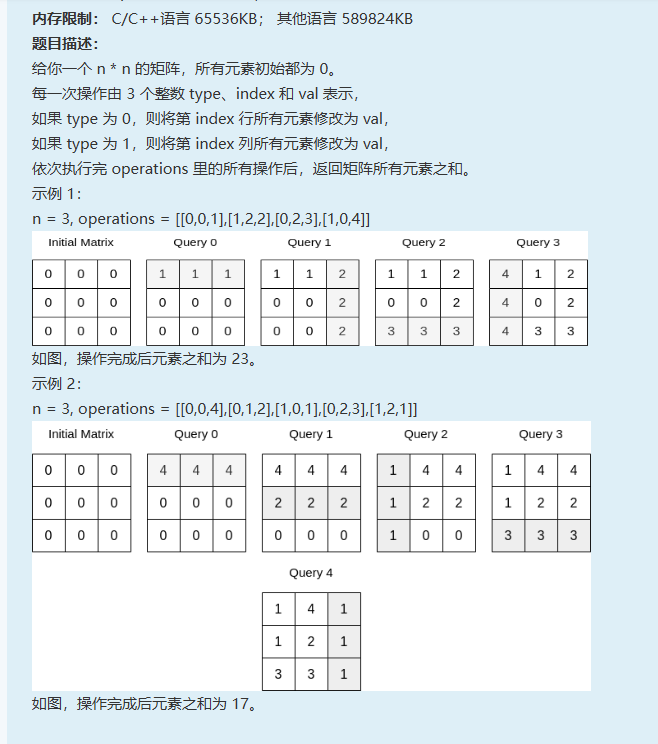 内存限制： C/C++语言 65536KB； 其他语言 589824KB
题目描述：
给你一个 n * n 的矩阵，所有元素初始都为 0。
每一次操作由 3 个整数 type、index 和 val 表示，
如果 type 为 0，则将第 index 行所有元素修改为 val，
如果 type 为 1，则将第 index 列所有元素修改为 val，
依次执行完 operations 里的所有操作后，返回矩阵所有元素之和。
示例 1：
n = 3, operations = [[0,0,1],[1,2,2],[0,2,3],[1,0,4]]
Initial Matrix Query 0 Query 1 Query 2 Query 3
0 0 0 1 1 1 1 1 2 1 1 2 4 1 2
0 0 0 0 0 0 0 0 2 0 0 2 4 0 2
0 0 0 0 0 0 0 0 2 3 3 3 4 3 3
如图，操作完成后元素之和为 23。
示例 2：
n = 3, operations = [[0,0,4],[0,1,2],[1,0,1],[0,2,3],[1,2,1]]
Initial Matrix Query 0 Query 1 Query 2 Query 3
0 0 0 4 4 4 4 4 4 1 4 4 1 4 4
0 0 0 0 0 0 2 2 2 1 2 2 1 2 2
0 0 0 0 0 0 0 0 0 1 0 0 3 3 3
Query 4
1 4 1
1 2 1
3 3 1
如图，操作完成后元素之和为 17。